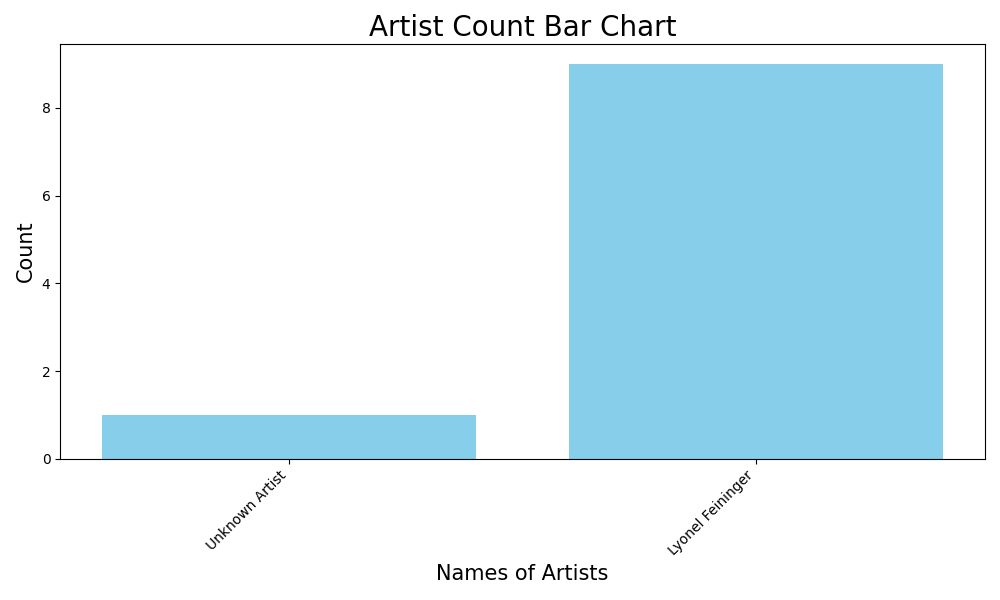 Artist Count Bar Chart
8
6
4
2
0
Count
Unknown Artist
Lyonel Feininger
Names of Artists